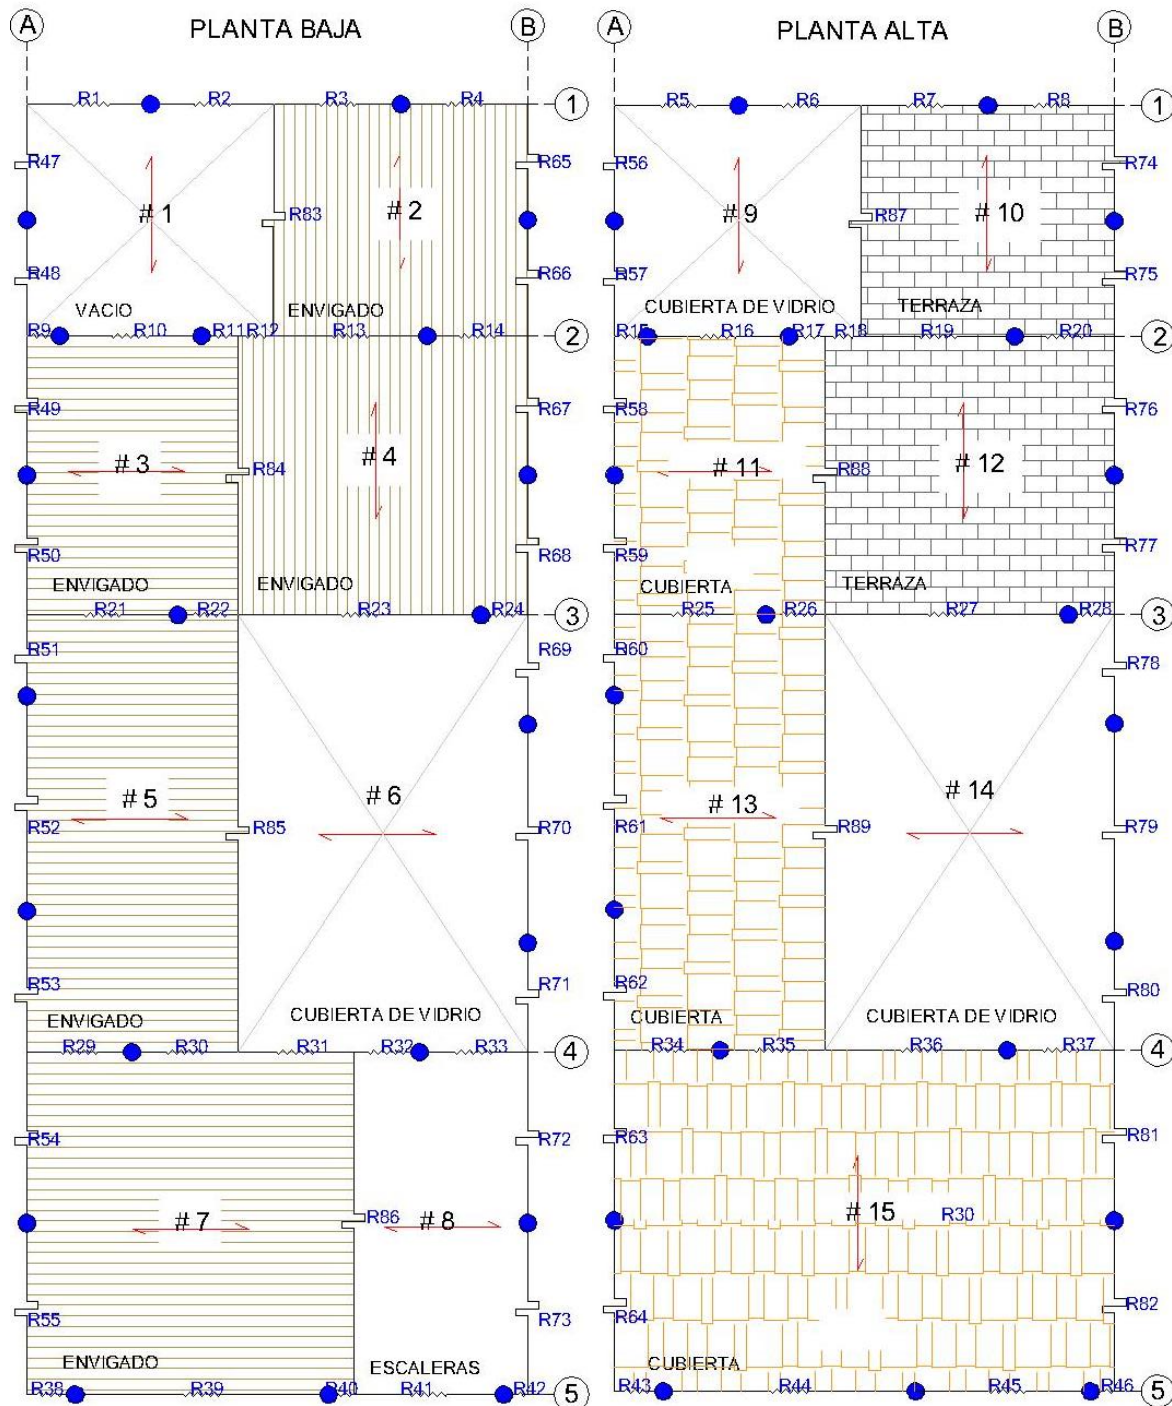 A B A B
PLANTA BAJA PLANTA ALTA
R1 R2 R3 R4 1 R5 R6 R7 R8 1
R47 R65 R56 R74
# 1 R83 # 2 # 9 R87 # 10
R48 R66 R57 R75
VACIO ENVIGADO CUBIERTA DE VIDRIO TERRAZA
R9 R10 R11 R12 R13 R14 2 R15 R16 R17 R18 R19 R20 2
R49 R67 R58 R76
# 3 R84 # 4 # 11 R88 # 12
R50 R68 R59 R77
ENVIGADO ENVIGADO CUBIERTA TERRAZA
R21 R22 R23 R24 3 R25 R26 R27 R28 3
R51 R69 R60 R78
# 5 # 6 # 13 # 14
R52 R85 R70 R61 R89 R79
R53 R71 R62 R80
ENVIGADO CUBIERTA DE VIDRIO CUBIERTA CUBIERTA DE VIDRIO
R29 R30 R31 R32 R33 4 R34 R35 R36 R37 4
R54 R72 R63 R81
# 7 R86 # 8 # 15 R30
R55 R73 R64 R82
ENVIGADO ESCALERAS CUBIERTA
R38 R39 R40 R41 R42 5 R43 R44 R45 R46 5